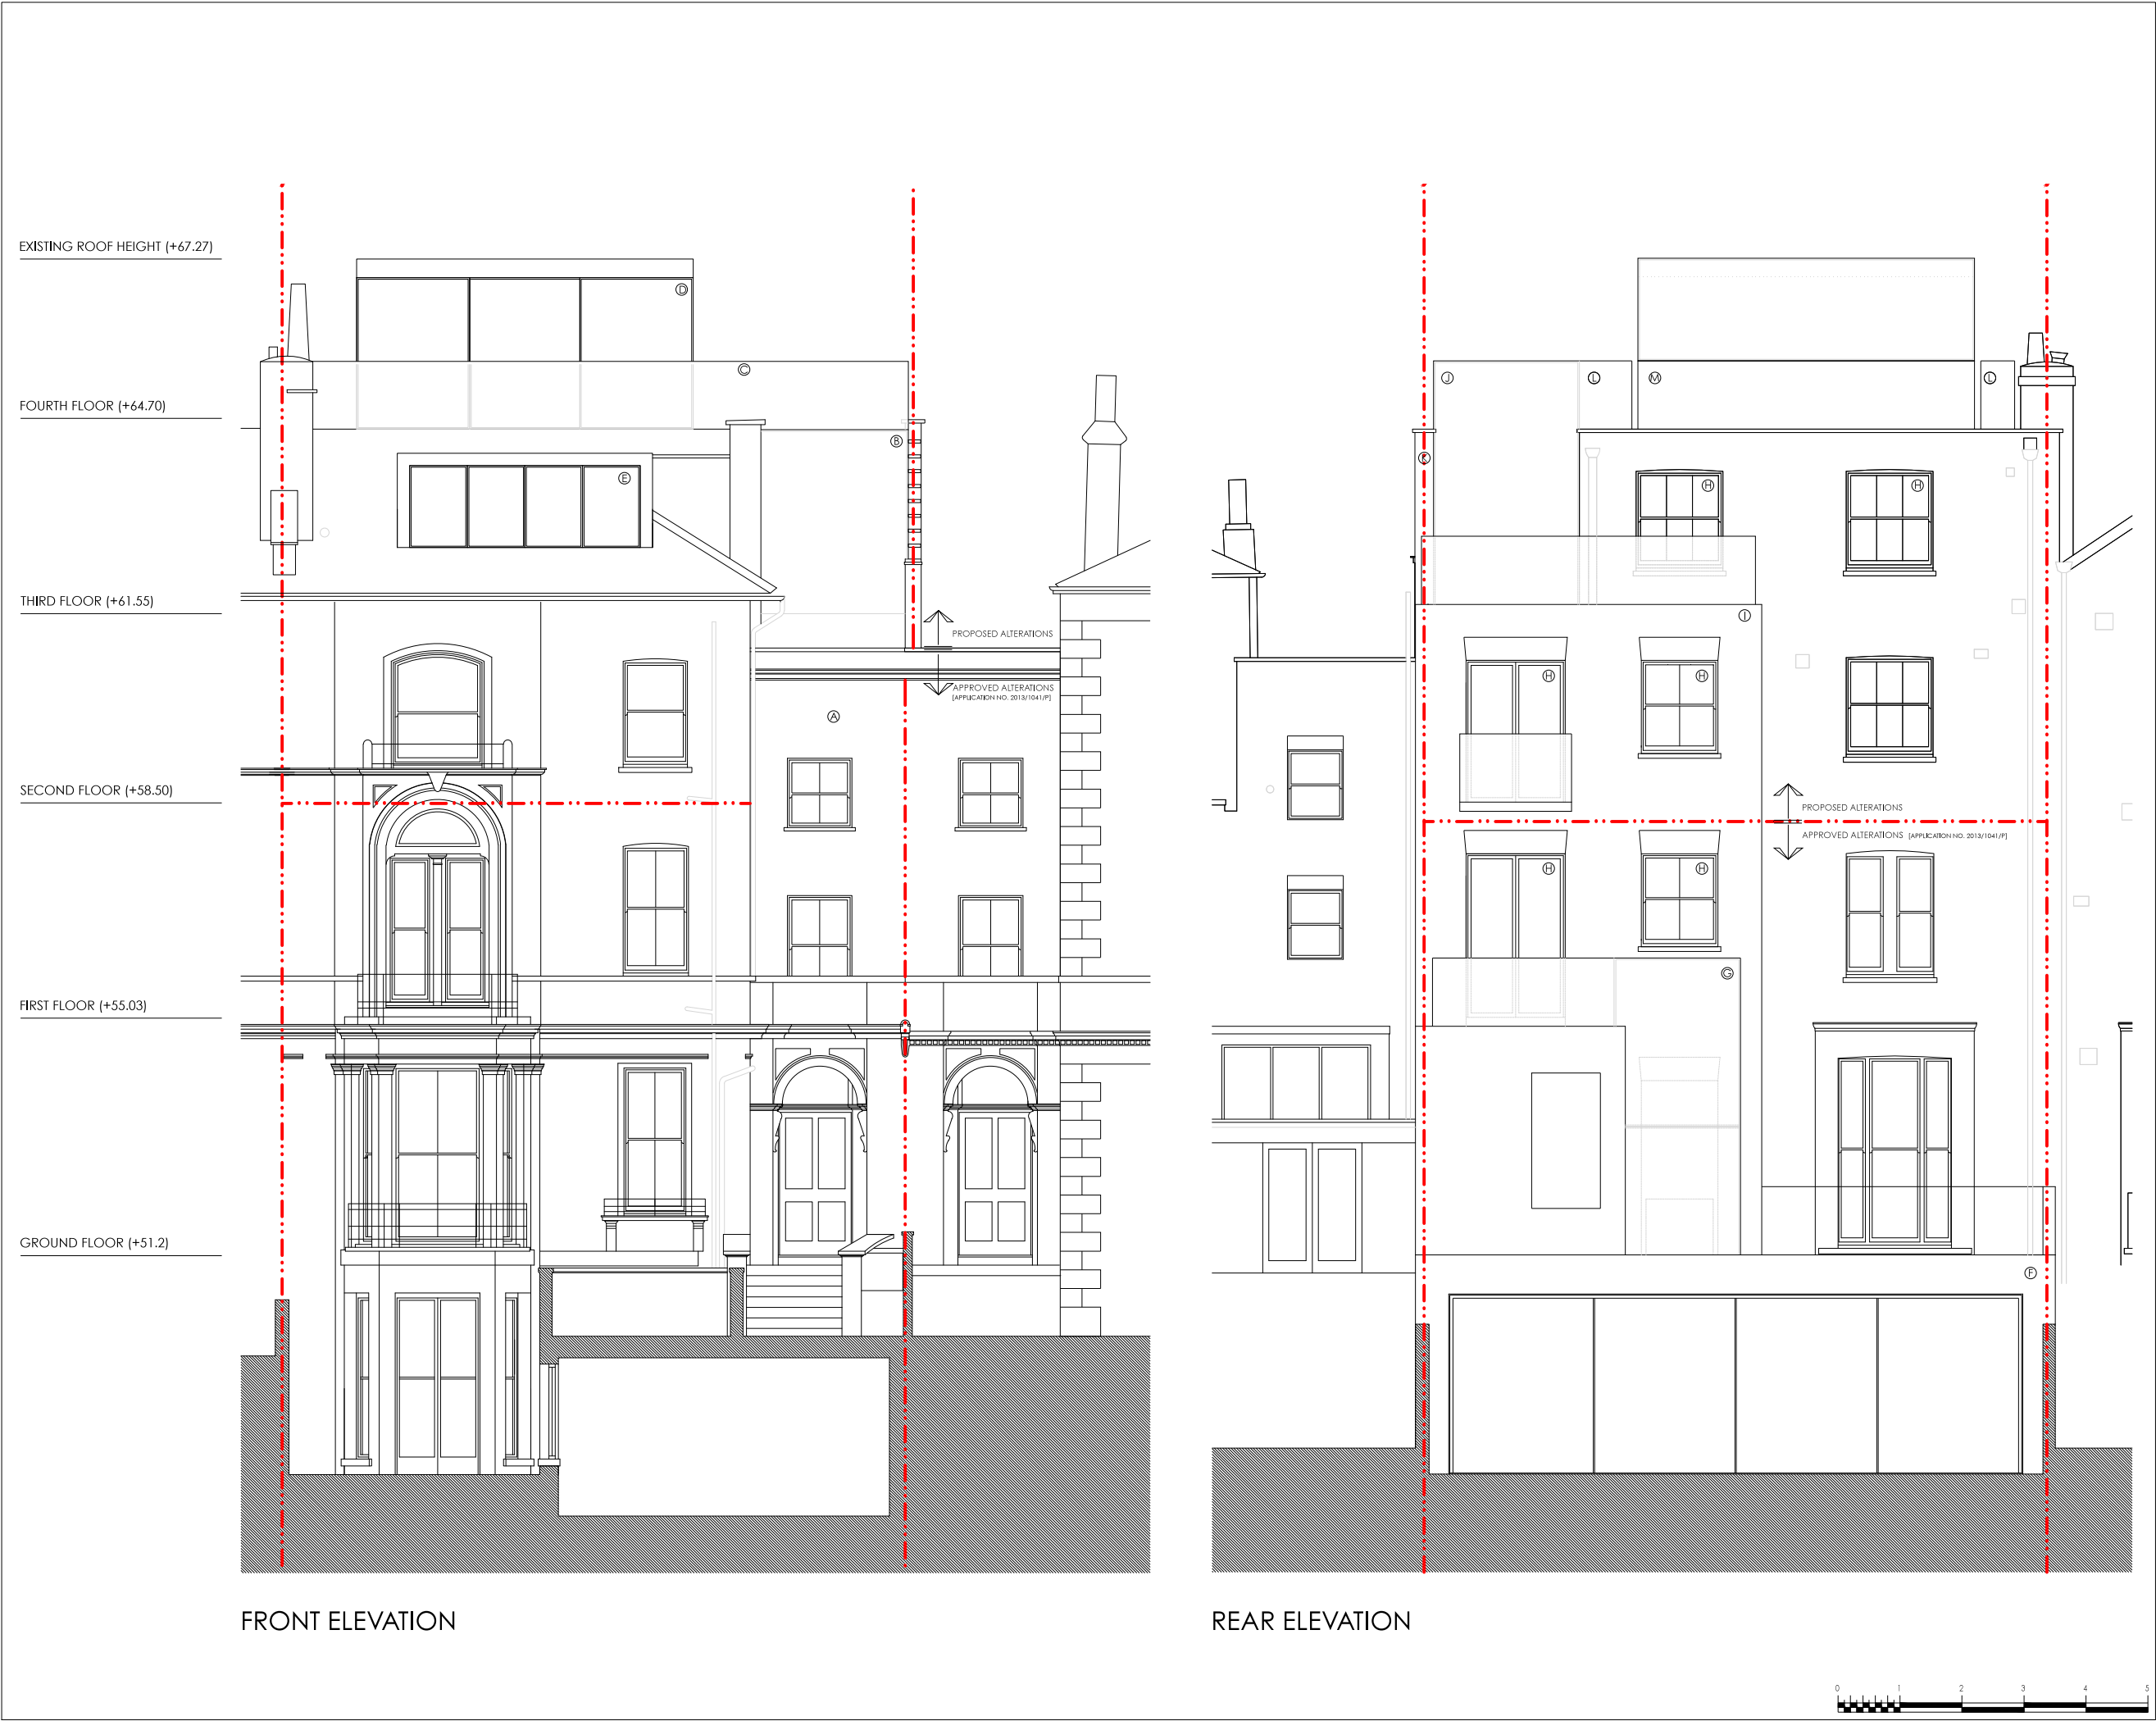 EXISTING ROOF HEIGHT (+67.27)
FOURTH FLOOR (+64.70)
THIRD FLOOR (+61.55)
SECOND FLOOR (+58.50)
FIRST FLOOR (+55.03)
GROUND FLOOR (+51.2)
D
C
B
E
PROPOSED ALTERATIONS
APPROVED ALTERATIONS
[APPLICATION NO. 2013/1041/P]
A
FRONT ELEVATION
J
L
M
L
K
H
H
I
H
H
PROPOSED ALTERATIONS
APPROVED ALTERATIONS [APPLICATION NO. 2013/1041/P]
H
H
G
F
REAR ELEVATION
0 1 2 3 4 5